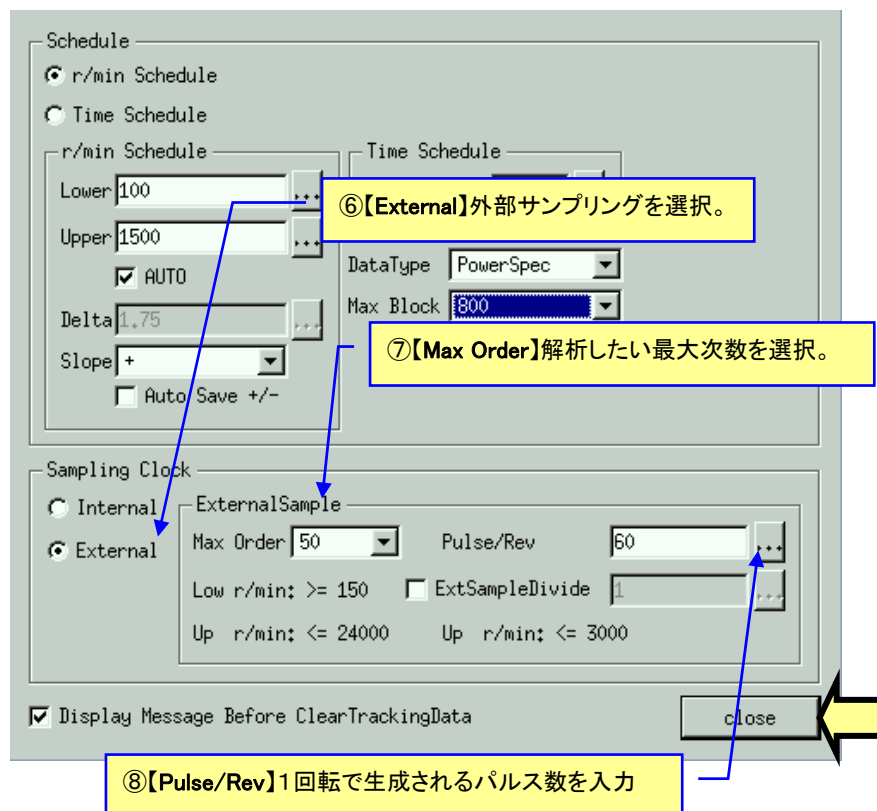 Schedule
r/min Schedule
Time Schedule
r/min Schedule
Time Schedule
Lower 100 ...
⑥【External】外部サンプリングを選択。
Upper 1500 ...
AUTO
DataType PowerSpec
Max Block 800
Delta 1.75 ...
⑦【Max Order】解析したい最大次数を選択。
Slope +
Auto Save +/-
Sampling Clock
Internal
ExternalSample
External
Max Order 50
Pulse/Rev 60 ...
Low r/min: >= 150
ExtSampleDivide 1 ...
Up r/min: <= 24000
Up r/min: <= 3000
Display Message Before ClearTrackingData
close
⑧【Pulse/Rev】１回転で生成されるパルス数を入力